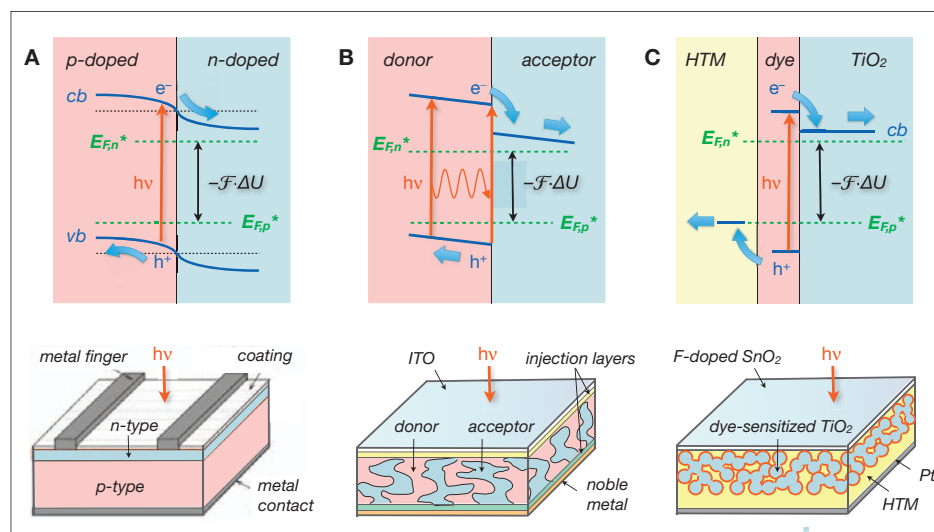 A
p-doped
n-doped
cb
e–
E_F,n*
hν
–ℱ·ΔU
E_F,p*
vb
h+
B
donor
acceptor
e–
E_F,n*
hν
–ℱ·ΔU
E_F,p*
h+
C
HTM
dye
TiO₂
e–
cb
E_F,n*
hν
–ℱ·ΔU
E_F,p*
h+
metal finger
hν
coating
n-type
p-type
metal
contact
ITO
hν
injection layers
donor
acceptor
noble
metal
F-doped SnO₂
hν
dye-sensitized TiO₂
Pt
HTM